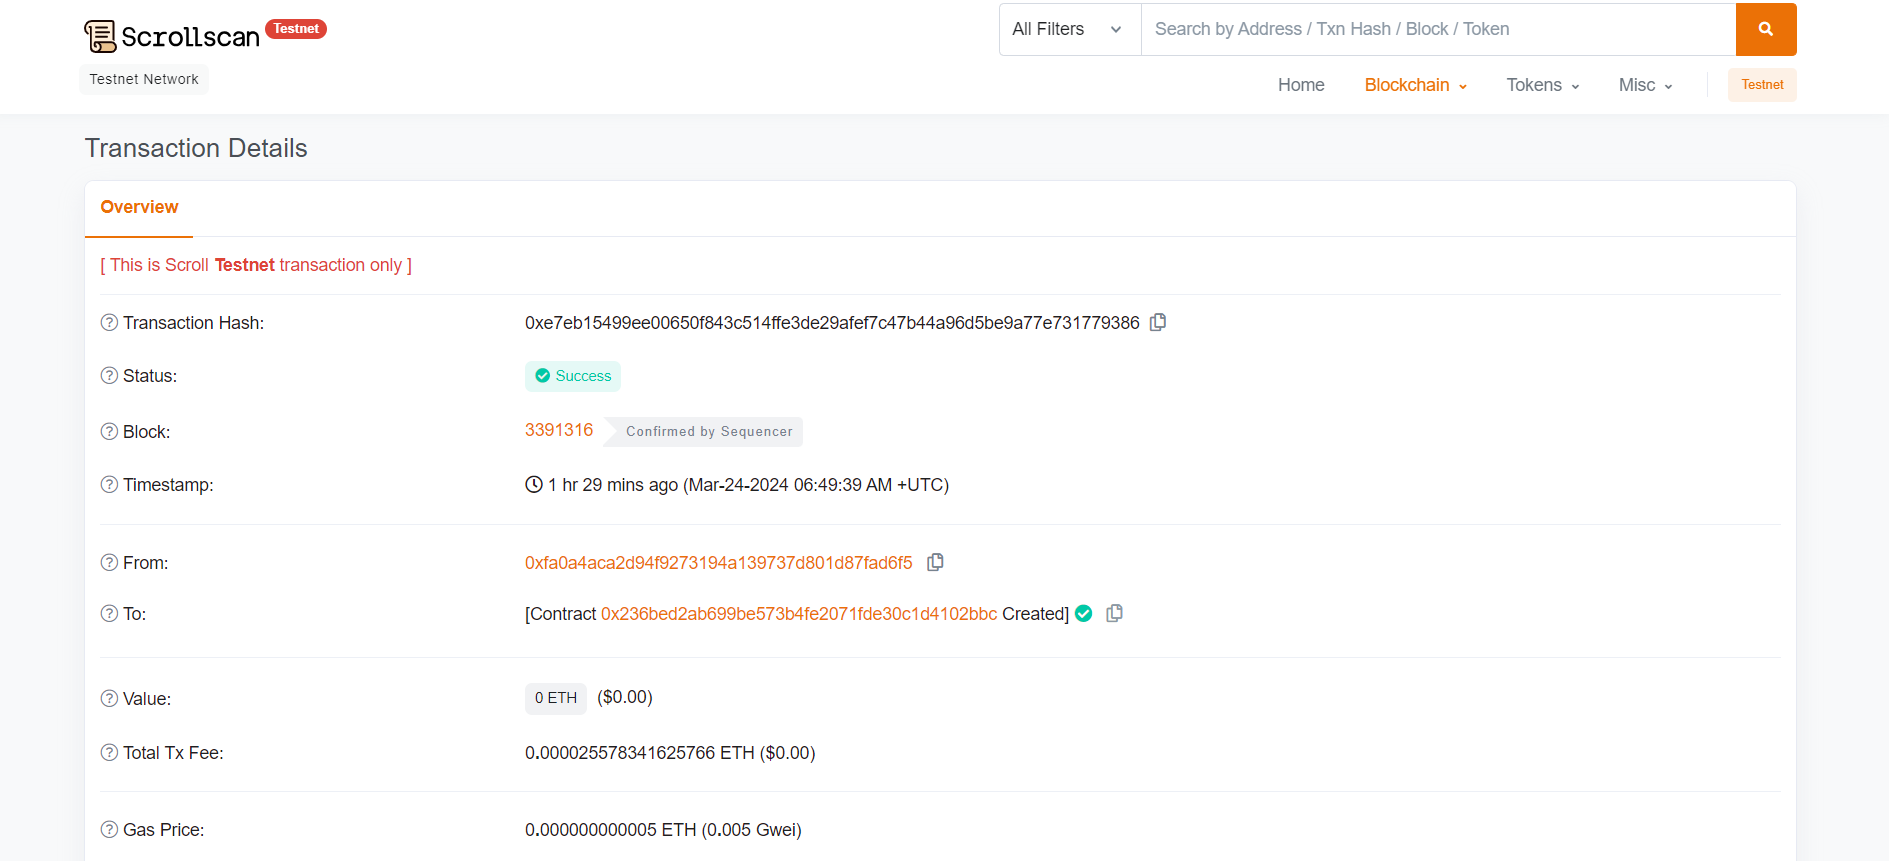 Scrollscan Testnet
Testnet Network
All Filters Search by Address / Txn Hash / Block / Token
Home Blockchain Tokens Misc Testnet
Transaction Details
Overview
[ This is Scroll Testnet transaction only ]
Transaction Hash: 0xe7eb15499ee00650f843c514ffe3de29afef7c47b44a96d5be9a77e731779386
Status: Success
Block: 3391316 Confirmed by Sequencer
Timestamp: 1 hr 29 mins ago (Mar-24-2024 06:49:39 AM +UTC)
From: 0xfa0a4aca2d94f9273194a139737d801d87fad6f5
To: [Contract 0x236bed2ab699be573b4fe2071fde30c1d4102bbc Created]
Value: 0 ETH ($0.00)
Total Tx Fee: 0.000025578341625766 ETH ($0.00)
Gas Price: 0.000000000005 ETH (0.005 Gwei)